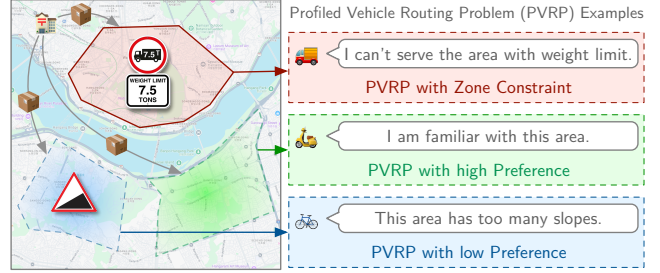 Profiled Vehicle Routing Problem (PVRP) Examples
7.5
WEIGHT LIMIT
7.5
TONS
I can't serve the area with weight limit.
PVRP with Zone Constraint
I am familiar with this area.
PVRP with high Preference
This area has too many slopes.
PVRP with low Preference